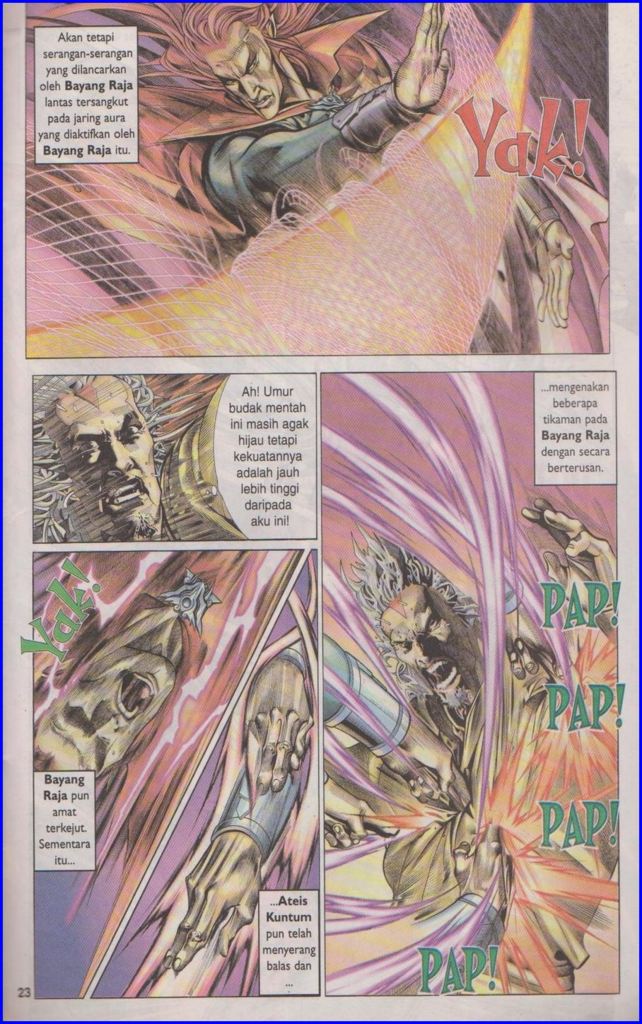 Akan tetapi
serangan-serangan
yang dilancarkan
oleh Bayang Raja
lantas tersangkut
pada jaring aura
yang diaktifkan oleh
Bayang Raja itu.
Yak!
Ah! Umur
budak mentah
ini masih agak
hijau tetapi
kekuatannya
adalah jauh
lebih tinggi
daripada
aku ini!
Yak!
Bayang
Raja pun
amat
terkejut.
Sementara
itu...
...Ateis
Kuntum
pun telah
menyerang
balas dan
...
...mengenakan
beberapa
tikaman pada
Bayang Raja
dengan secara
berterusan.
PAP!
PAP!
PAP!
PAP!
23